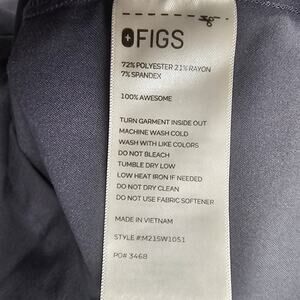 FIGS
72% POLYESTER 21% RAYON
7% SPANDEX
100% AWESOME
TURN GARMENT INSIDE OUT
MACHINE WASH COLD
WASH WITH LIKE COLORS
DO NOT BLEACH
TUMBLE DRY LOW
LOW HEAT IRON IF NEEDED
DO NOT DRY CLEAN
DO NOT USE FABRIC SOFTENER
MADE IN VIETNAM
STYLE #:M215W1051
PO# 3468